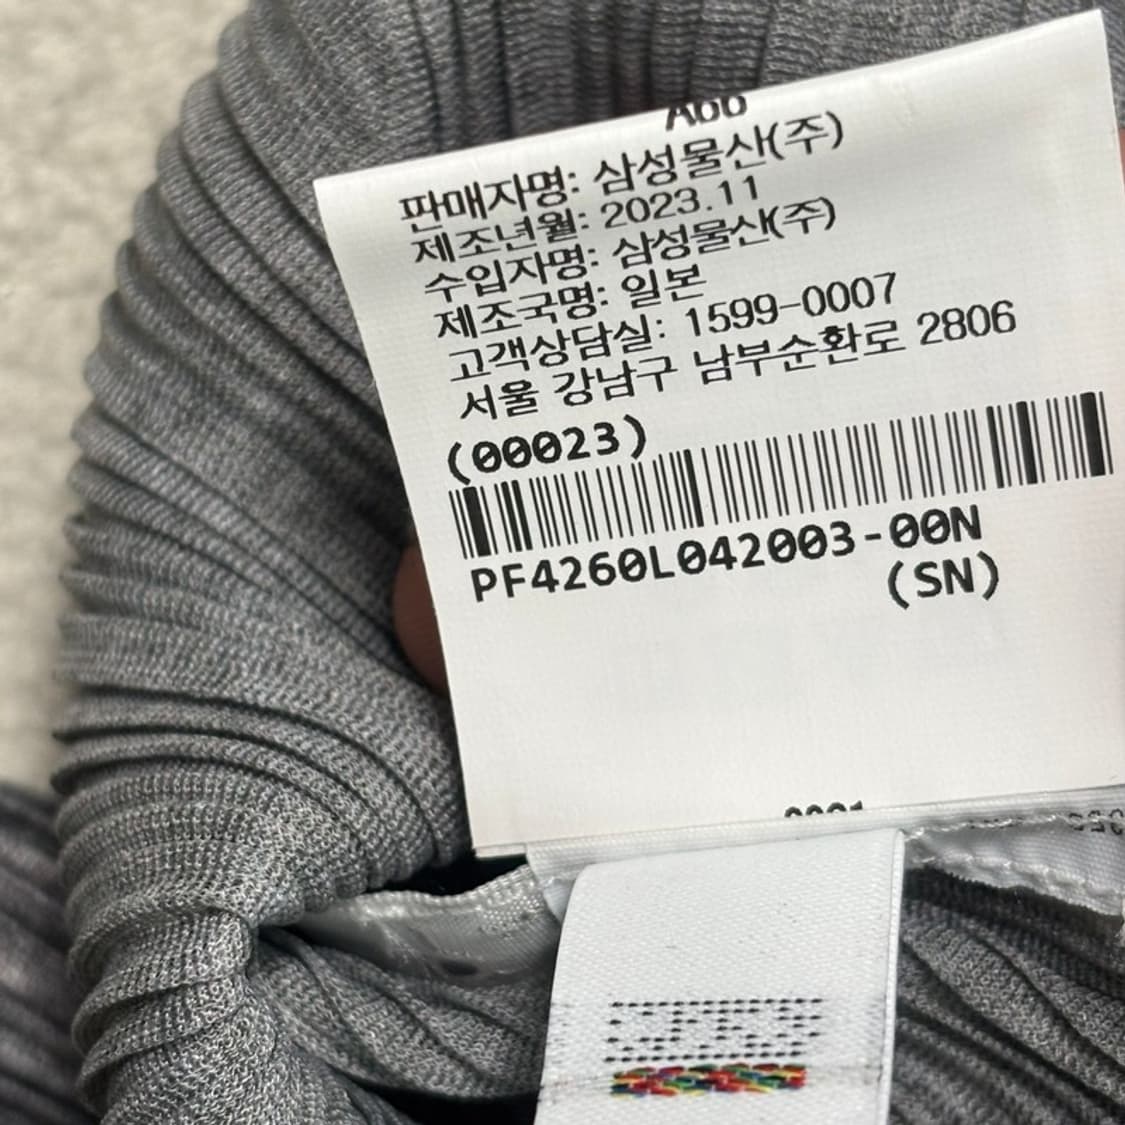 판매자명: 삼성물산(주)
제조년월: 2023.11
수입자명: 삼성물산(주)
제조국명: 일본
고객상담실: 1599-0007
서울 강남구 남부순환로 2806
(00023)
PF4260L042003-00N
(SN)